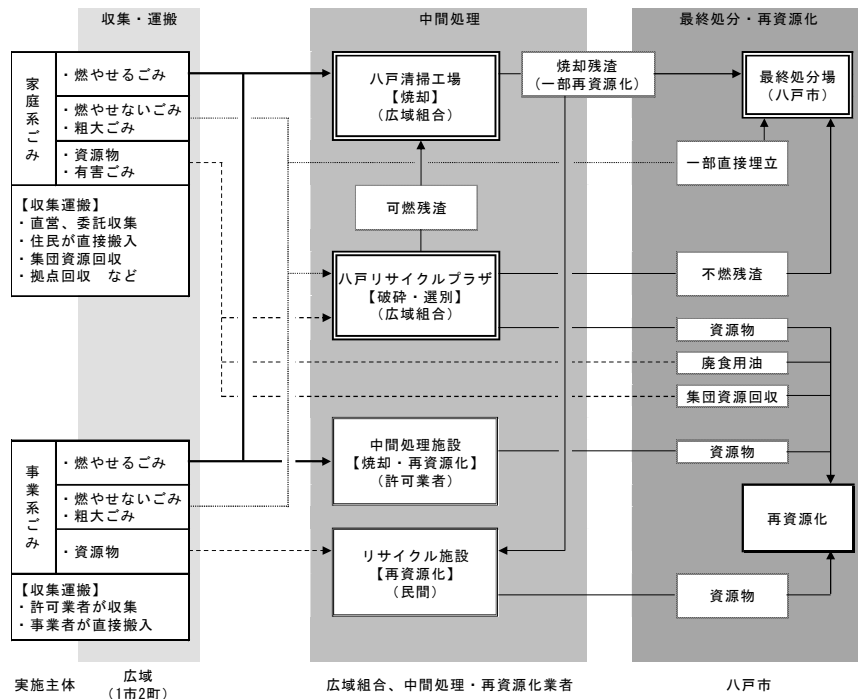 収集・運搬
中間処理
最終処分・再資源化
家庭系ごみ
・燃やせるごみ
・燃やせないごみ
・粗大ごみ
・資源物
・有害ごみ
【収集運搬】
・直営、委託収集
・住民が直接搬入
・集団資源回収
・拠点回収 など
八戸清掃工場
【焼却】
(広域組合)
焼却残渣
(一部再資源化)
最終処分場
(八戸市)
一部直接埋立
可燃残渣
八戸リサイクルプラザ
【破砕・選別】
(広域組合)
不燃残渣
資源物
廃食用油
集団資源回収
事業系ごみ
・燃やせるごみ
・燃やせないごみ
・粗大ごみ
・資源物
【収集運搬】
・許可業者が収集
・事業者が直接搬入
中間処理施設
【焼却・再資源化】
(許可業者)
資源物
再資源化
リサイクル施設
【再資源化】
(民間)
資源物
実施主体
広域
(1市2町)
広域組合、中間処理・再資源化業者
八戸市